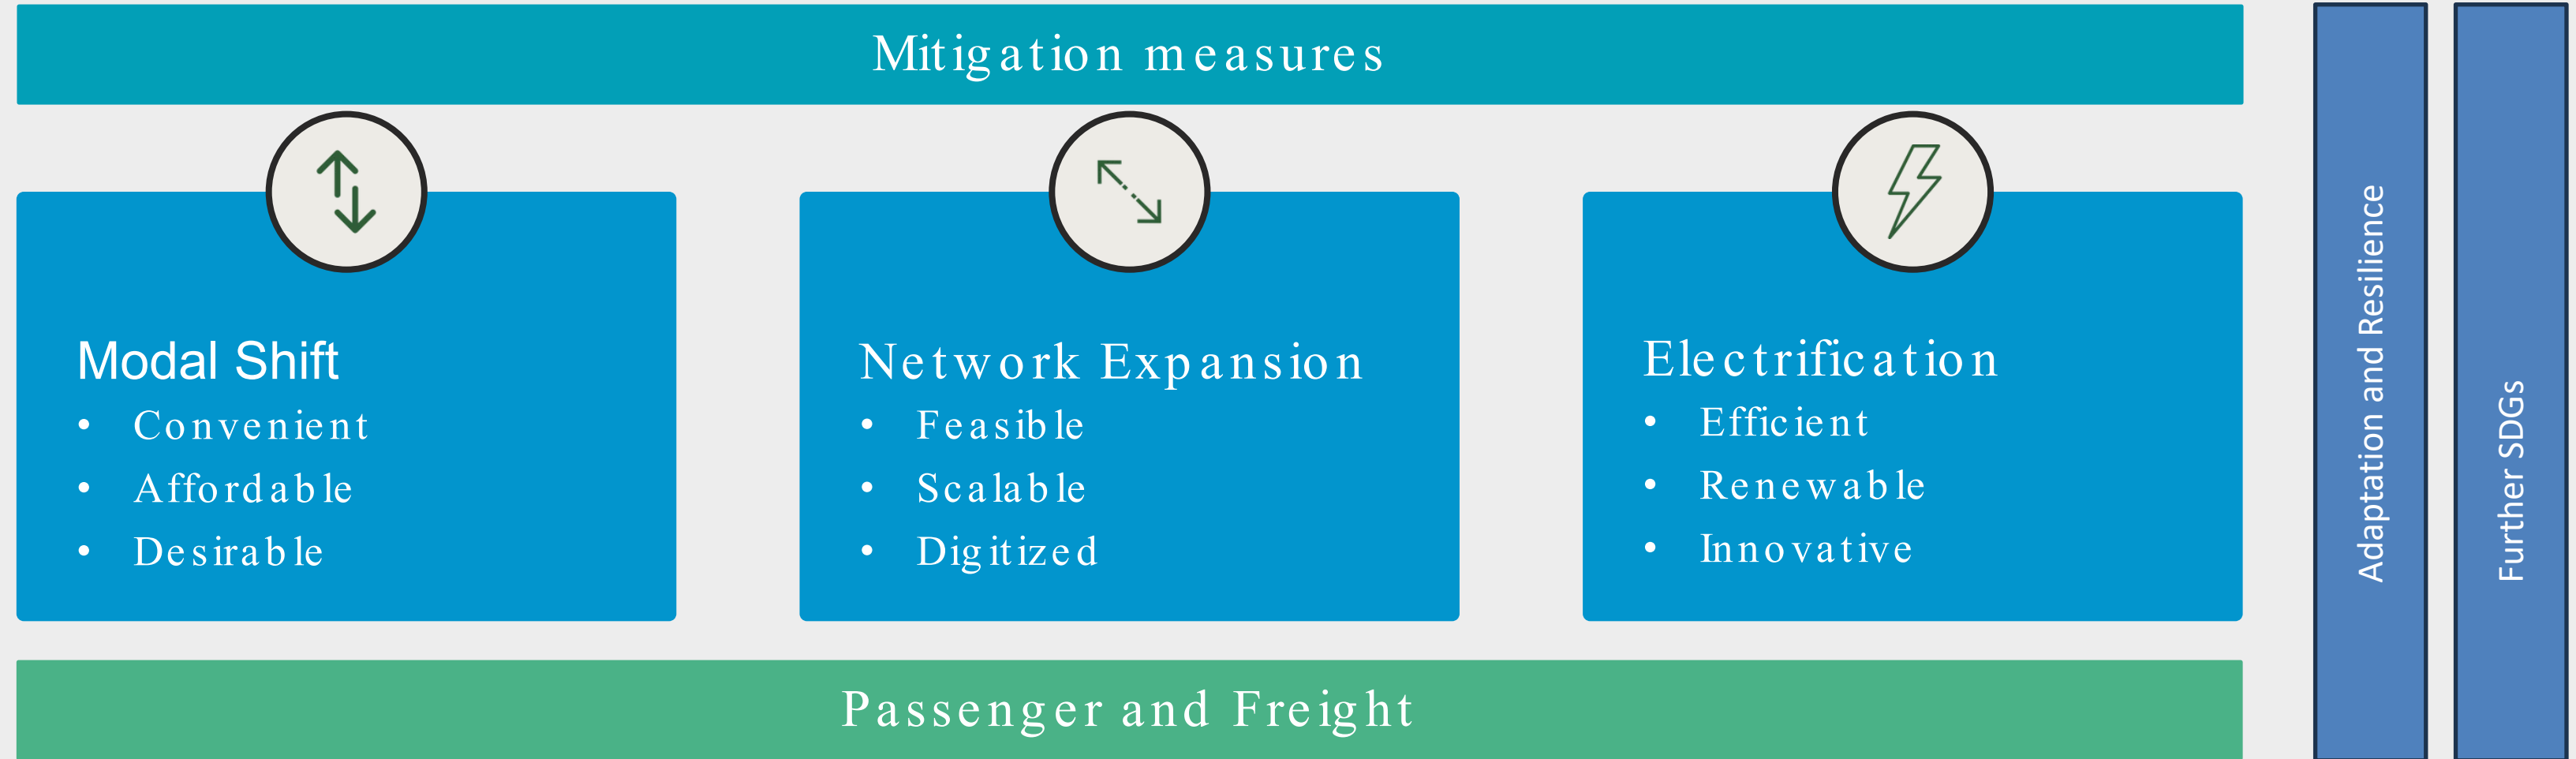 Mitigation measures
Modal Shift
• Convenient
• Affordable
• Desirable
Network Expansion
• Feasible
• Scalable
• Digitized
Electrification
• Efficient
• Renewable
• Innovative
Passenger and Freight
Adaptation and Resilience
Further SDGs